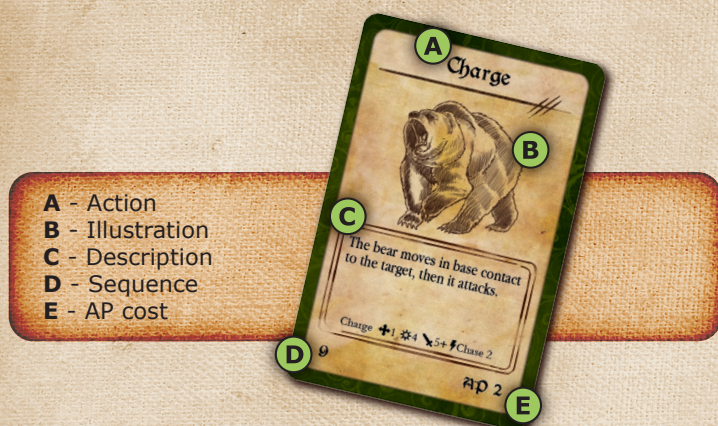 A - Action
B - Illustration
C - Description
D - Sequence
E - AP cost
A
Charge
B
C
The bear moves in base contact
to the target, then it attacks.
Charge 1 4 5+ Chase 2
D 9
AP 2
E